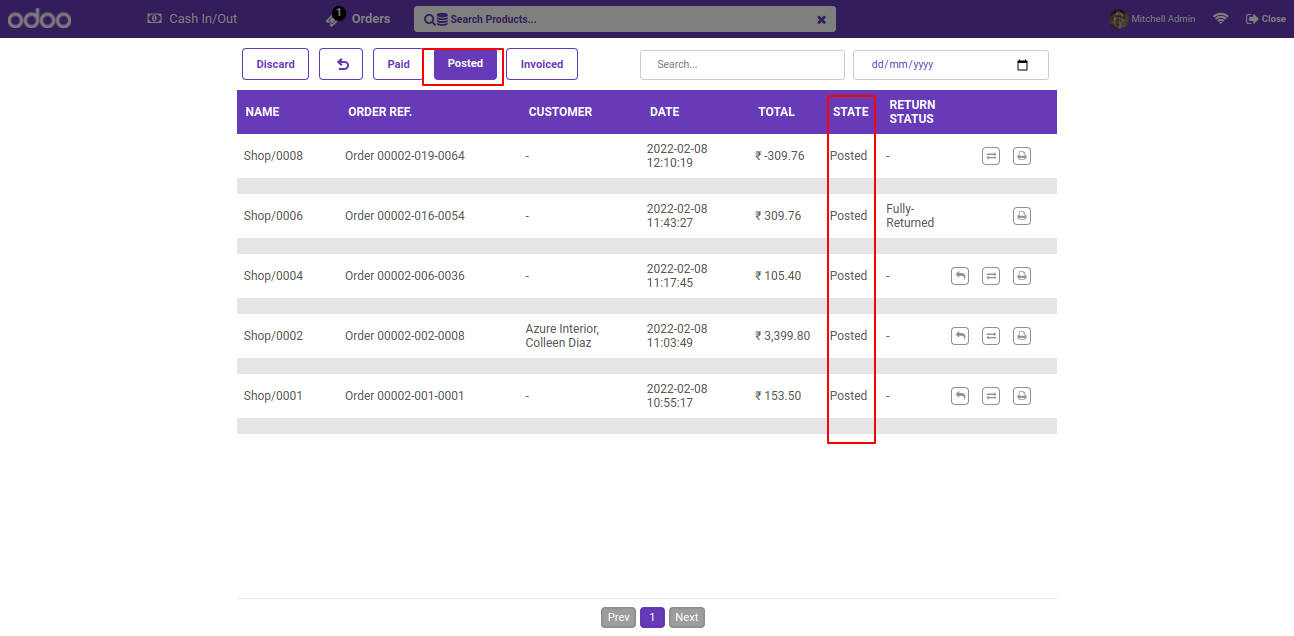 odoo Cash In/Out 1 Orders Search Products... Mitchell Admin Close
Discard Paid Posted Invoiced Search... dd/mm/yyyy
NAME ORDER REF. CUSTOMER DATE TOTAL STATE RETURN
STATUS
Shop/0008 Order 00002-019-0064 - 2022-02-08
12:10:19 ₹ -309.76 Posted -
Shop/0006 Order 00002-016-0054 - 2022-02-08
11:43:27 ₹ 309.76 Posted Fully-
Returned
Shop/0004 Order 00002-006-0036 - 2022-02-08
11:17:45 ₹ 105.40 Posted -
Shop/0002 Order 00002-002-0008 Azure Interior,
Colleen Diaz 2022-02-08
11:03:49 ₹ 3,399.80 Posted -
Shop/0001 Order 00002-001-0001 - 2022-02-08
10:55:17 ₹ 153.50 Posted -
Prev 1 Next